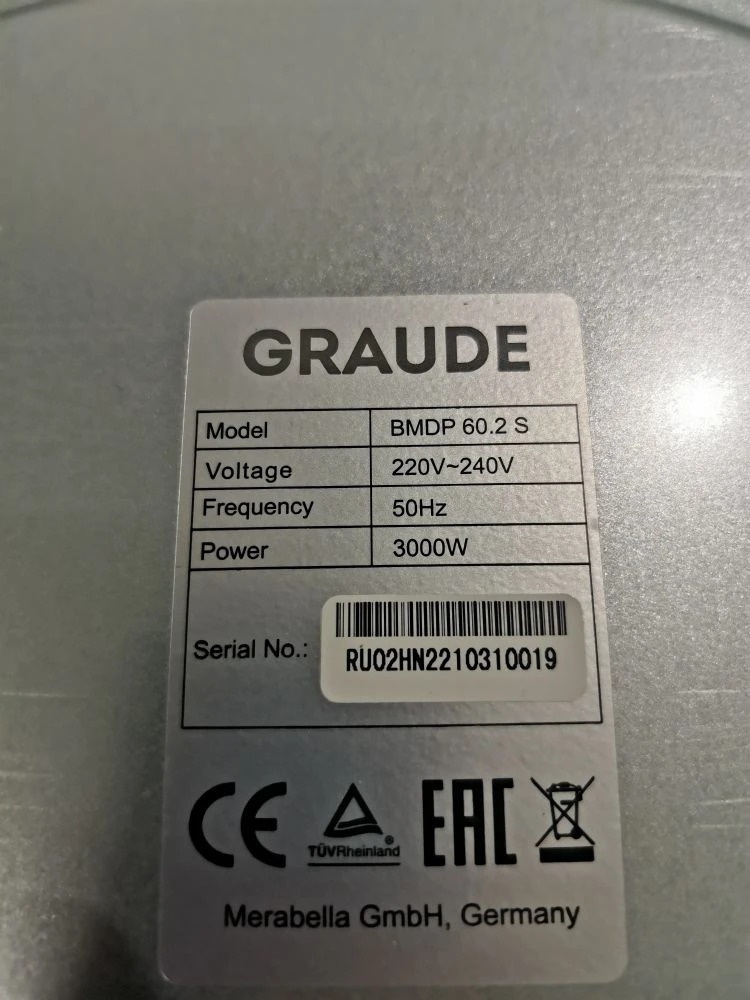 GRAUDE
Model BMDP 60.2 S
Voltage 220V~240V
Frequency 50Hz
Power 3000W
Serial No.: RU02HN2210310019
CE
TÜVRheinland®
EAC
Merabella GmbH, Germany